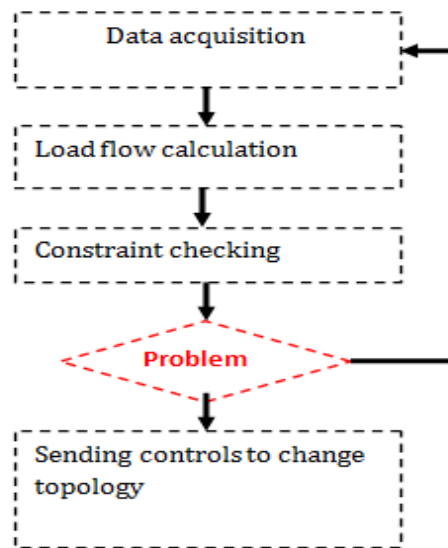 Data acquisition
Load flow calculation
Constraint checking
Problem
Sending controls to change
topology